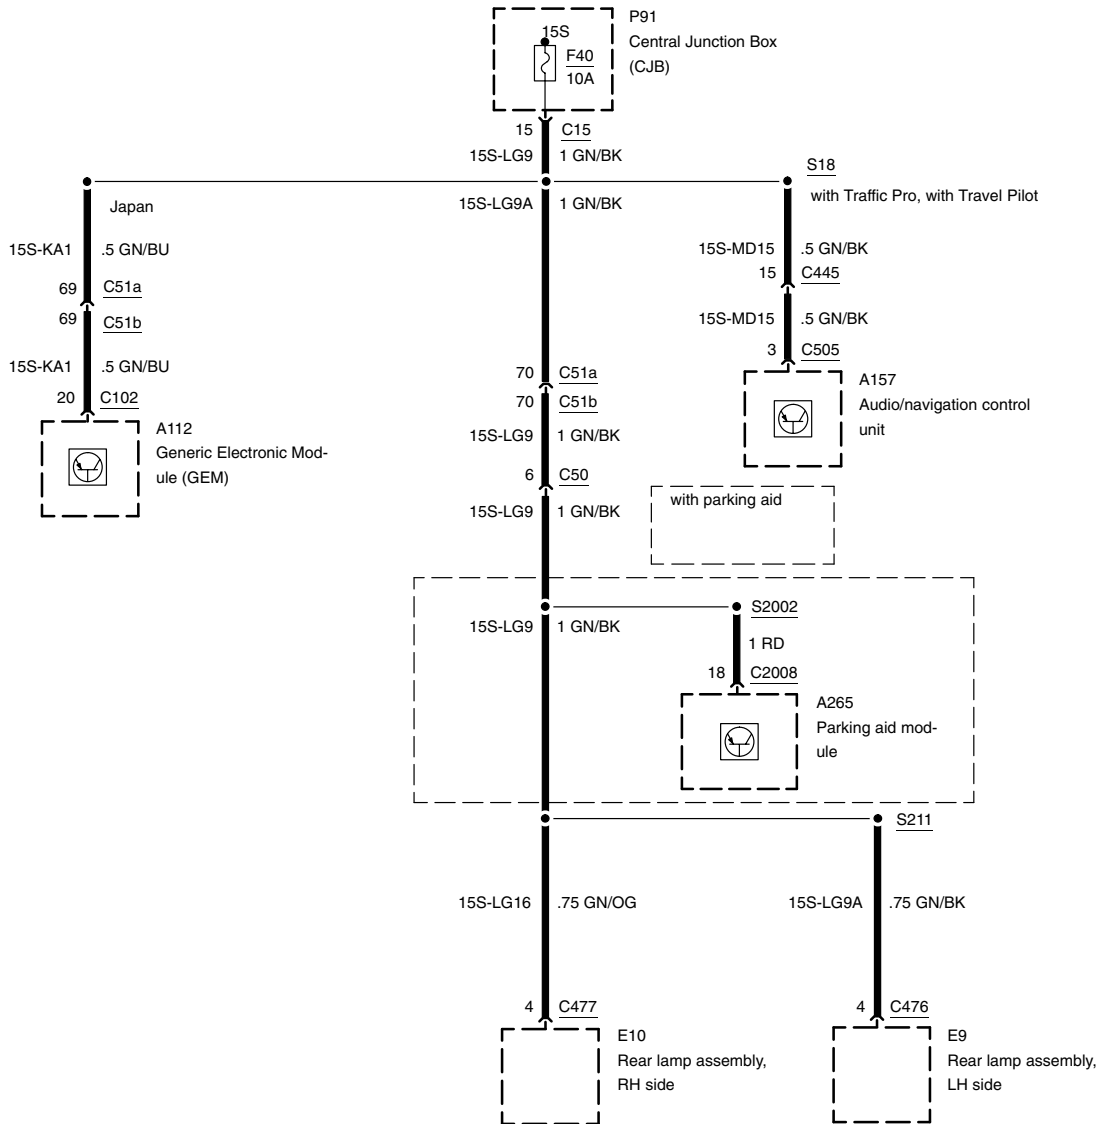 P91
15S
Central Junction Box
F40
(CJB)
10A
15 C15
15S-LG9 1 GN/BK
S18
Japan
15S-LG9A 1 GN/BK
with Traffic Pro, with Travel Pilot
15S-KA1 .5 GN/BU
15S-MD15 .5 GN/BK
15 C445
69 C51a
69 C51b
15S-MD15 .5 GN/BK
3 C505
15S-KA1 .5 GN/BU
70 C51a
A157
20 C102
70 C51b
Audio/navigation control
unit
A112
15S-LG9 1 GN/BK
Generic Electronic Mod-
ule (GEM)
6 C50
with parking aid
15S-LG9 1 GN/BK
S2002
15S-LG9 1 GN/BK
1 RD
18 C2008
A265
Parking aid mod-
ule
S211
15S-LG16 .75 GN/OG
15S-LG9A .75 GN/BK
4 C477
4 C476
E10
Rear lamp assembly,
RH side
E9
Rear lamp assembly,
LH side